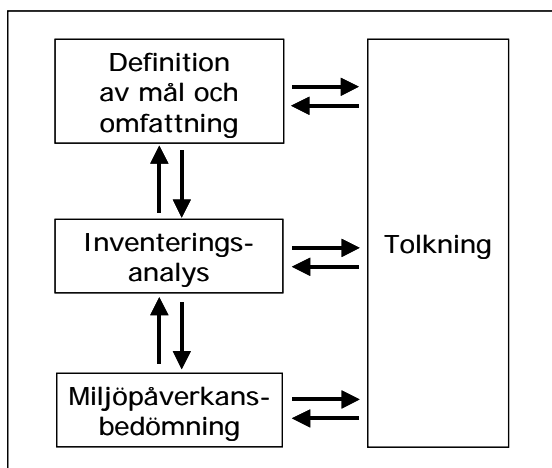 Definition
av mål och
omfattning
Inventerings-
analys
Tolkning
Miljöpåverkans-
bedömning